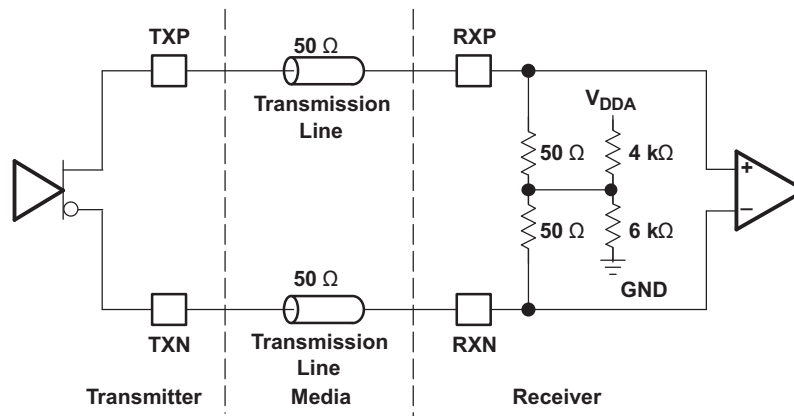 TXP
50 Ω
RXP
Transmission
Line
V_DDA
50 Ω
4 kΩ
+
50 Ω
6 kΩ
−
GND
50 Ω
TXN
Transmission
Line
RXN
Transmitter
Media
Receiver